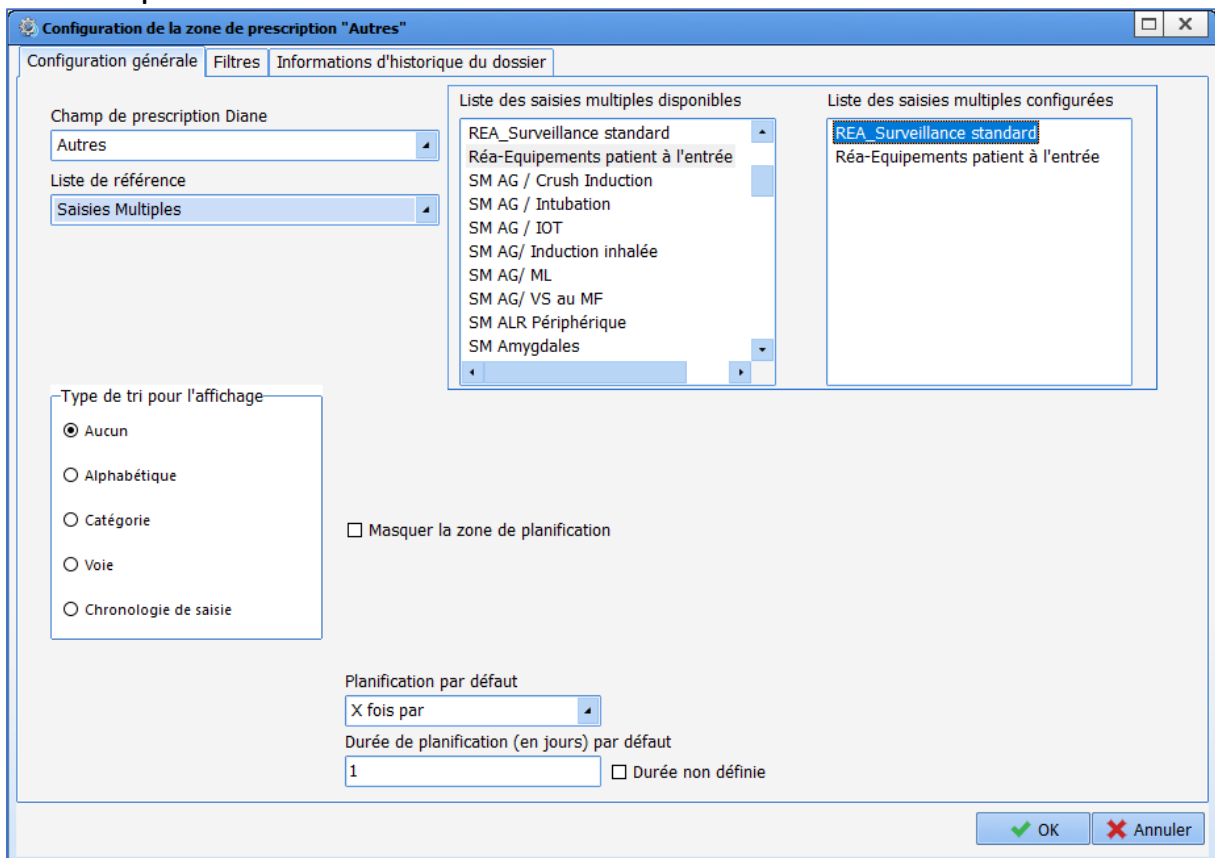 Configuration de la zone de prescription "Autres"
Configuration générale
Filtres
Informations d'historique du dossier
Champ de prescription Diane
Autres
Liste de référence
Saisies Multiples
Liste des saisies multiples disponibles
REA_Surveillance standard
Réa-Equipements patient à l'entrée
SM AG / Crush Induction
SM AG / Intubation
SM AG / IOT
SM AG/ Induction inhalée
SM AG/ ML
SM AG/ VS au MF
SM ALR Périphérique
SM Amygdales
Liste des saisies multiples configurées
REA_Surveillance standard
Réa-Equipements patient à l'entrée
Type de tri pour l'affichage
Aucun
Alphabétique
Catégorie
Voie
Chronologie de saisie
Masquer la zone de planification
Planification par défaut
X fois par
Durée de planification (en jours) par défaut
1
Durée non définie
OK
Annuler